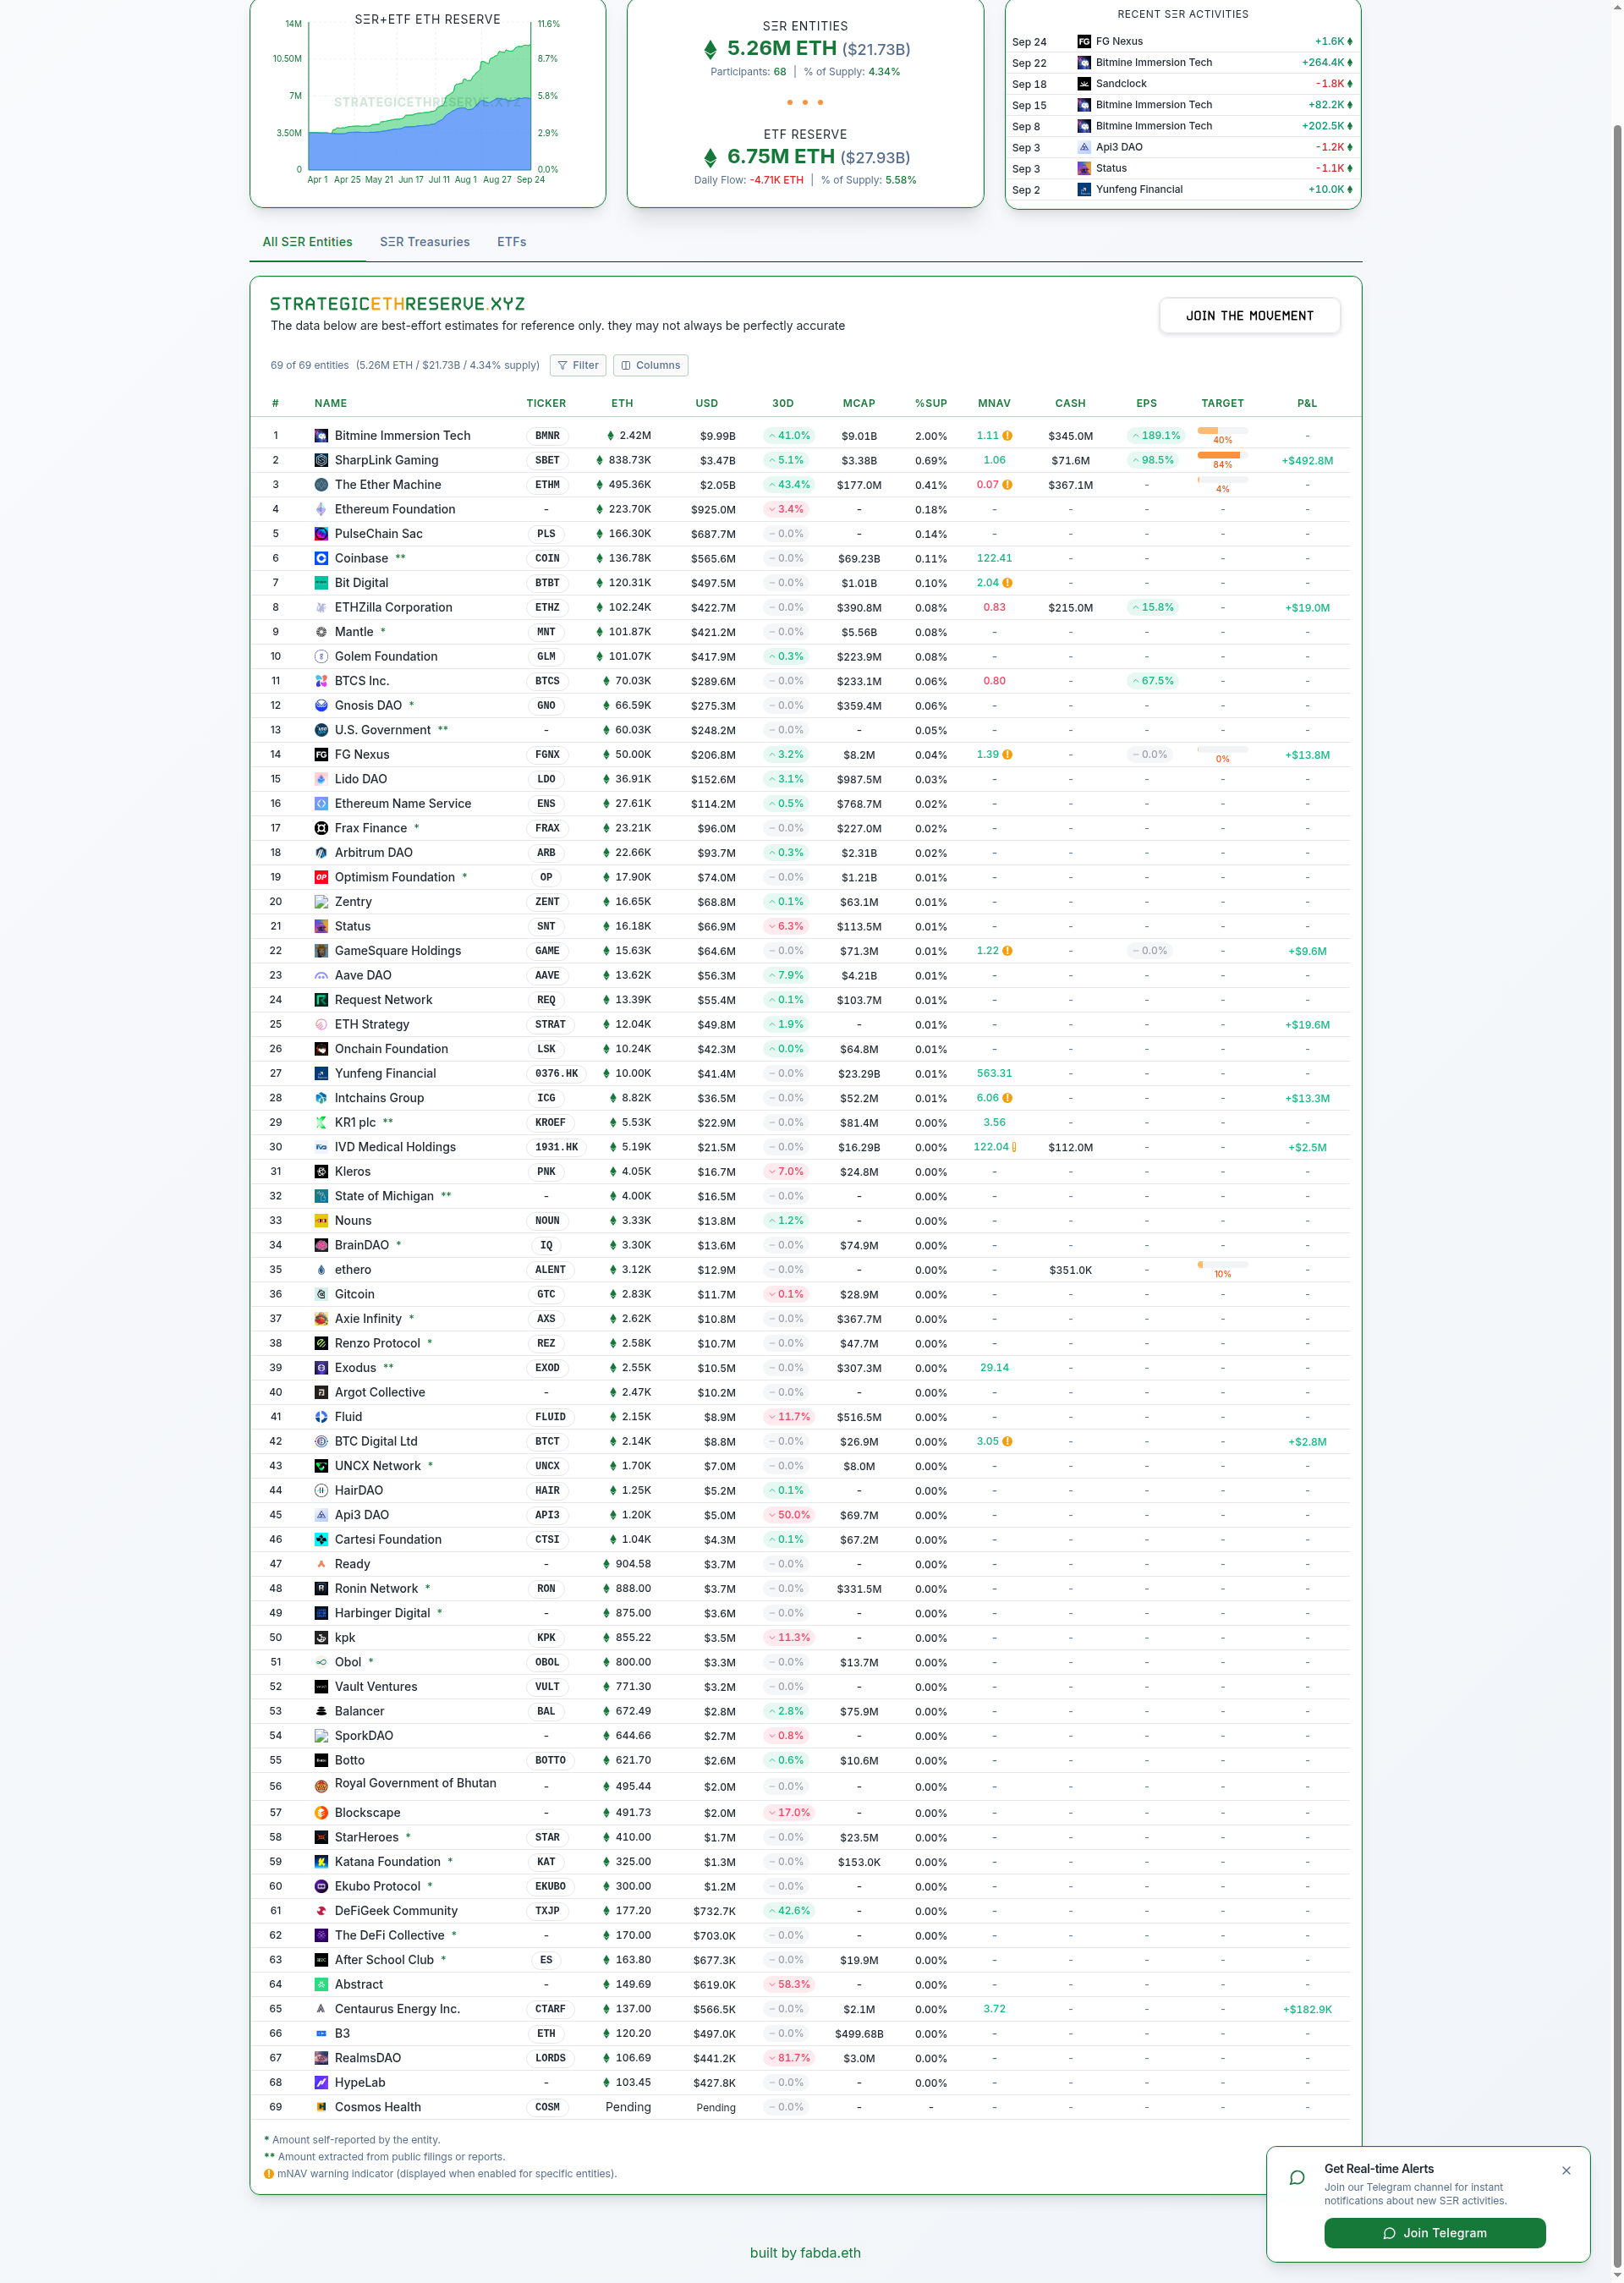 SΞR+ETF ETH RESERVE
14M
10.50M
7M
3.50M
0
11.6%
8.7%
5.8%
2.9%
0.0%
STRATEGICETHRESERVE.XYZ
Apr 1 Apr 25 May 21 Jun 17 Jul 11 Aug 1 Aug 27 Sep 24
SΞR ENTITIES
5.26M ETH ($21.73B)
Participants: 68 | % of Supply: 4.34%
ETF RESERVE
6.75M ETH ($27.93B)
Daily Flow: -4.71K ETH | % of Supply: 5.58%
RECENT SΞR ACTIVITIES
Sep 24 FG FG Nexus +1.6K
Sep 22 Bitmine Immersion Tech +264.4K
Sep 18 Sandclock -1.8K
Sep 15 Bitmine Immersion Tech +82.2K
Sep 8 Bitmine Immersion Tech +202.5K
Sep 3 Api3 DAO -1.2K
Sep 3 Status -1.1K
Sep 2 Yunfeng Financial +10.0K
All SΞR Entities SΞR Treasuries ETFs
STRATEGICETHRESERVE.XYZ
The data below are best-effort estimates for reference only. they may not always be perfectly accurate
JOIN THE MOVEMENT
69 of 69 entities (5.26M ETH / $21.73B / 4.34% supply) Filter Columns
# NAME TICKER ETH USD 30D MCAP %SUP MNAV CASH EPS TARGET P&L
1 Bitmine Immersion Tech BMNR 2.42M $9.99B 41.0% $9.01B 2.00% 1.11 ! $345.0M 189.1% 40% -
2 SharpLink Gaming SBET 838.73K $3.47B 5.1% $3.38B 0.69% 1.06 $71.6M 98.5% 84% +$492.8M
3 The Ether Machine ETHM 495.36K $2.05B 43.4% $177.0M 0.41% 0.07 ! $367.1M - 4% -
4 Ethereum Foundation - 223.70K $925.0M 3.4% - 0.18% - - - - -
5 PulseChain Sac PLS 166.30K $687.7M – 0.0% - 0.14% - - - - -
6 Coinbase ** COIN 136.78K $565.6M – 0.0% $69.23B 0.11% 122.41 - - - -
7 Bit Digital BTBT 120.31K $497.5M – 0.0% $1.01B 0.10% 2.04 ! - - - -
8 ETHZilla Corporation ETHZ 102.24K $422.7M – 0.0% $390.8M 0.08% 0.83 $215.0M 15.8% - +$19.0M
9 Mantle * MNT 101.87K $421.2M – 0.0% $5.56B 0.08% - - - - -
10 Golem Foundation GLM 101.07K $417.9M 0.3% $223.9M 0.08% - - - - -
11 BTCS Inc. BTCS 70.03K $289.6M – 0.0% $233.1M 0.06% 0.80 - 67.5% - -
12 Gnosis DAO * GNO 66.59K $275.3M – 0.0% $359.4M 0.06% - - - - -
13 U.S. Government ** - 60.03K $248.2M – 0.0% - 0.05% - - - - -
14 FG FG Nexus FGNX 50.00K $206.8M 3.2% $8.2M 0.04% 1.39 ! - – 0.0% 0% +$13.8M
15 Lido DAO LDO 36.91K $152.6M 3.1% $987.5M 0.03% - - - - -
16 Ethereum Name Service ENS 27.61K $114.2M 0.5% $768.7M 0.02% - - - - -
17 Frax Finance * FRAX 23.21K $96.0M – 0.0% $227.0M 0.02% - - - - -
18 Arbitrum DAO ARB 22.66K $93.7M 0.3% $2.31B 0.02% - - - - -
19 OP Optimism Foundation * OP 17.90K $74.0M – 0.0% $1.21B 0.01% - - - - -
20 Zentry ZENT 16.65K $68.8M 0.1% $63.1M 0.01% - - - - -
21 Status SNT 16.18K $66.9M 6.3% $113.5M 0.01% - - - - -
22 GameSquare Holdings GAME 15.63K $64.6M – 0.0% $71.3M 0.01% 1.22 ! - – 0.0% - +$9.6M
23 Aave DAO AAVE 13.62K $56.3M 7.9% $4.21B 0.01% - - - - -
24 Request Network REQ 13.39K $55.4M 0.1% $103.7M 0.01% - - - - -
25 ETH Strategy STRAT 12.04K $49.8M 1.9% - 0.01% - - - - +$19.6M
26 Onchain Foundation LSK 10.24K $42.3M 0.0% $64.8M 0.01% - - - - -
27 Yunfeng Financial 0376.HK 10.00K $41.4M – 0.0% $23.29B 0.01% 563.31 - - - -
28 Intchains Group ICG 8.82K $36.5M – 0.0% $52.2M 0.01% 6.06 ! - - - +$13.3M
29 KR1 plc ** KROEF 5.53K $22.9M – 0.0% $81.4M 0.00% 3.56 - - - -
30 IVD Medical Holdings 1931.HK 5.19K $21.5M – 0.0% $16.29B 0.00% 122.04 ! $112.0M - - +$2.5M
31 Kleros PNK 4.05K $16.7M 7.0% $24.8M 0.00% - - - - -
32 State of Michigan ** - 4.00K $16.5M – 0.0% - 0.00% - - - - -
33 Nouns NOUN 3.33K $13.8M 1.2% - 0.00% - - - - -
34 BrainDAO * IQ 3.30K $13.6M – 0.0% $74.9M 0.00% - - - - -
35 ethero ALENT 3.12K $12.9M – 0.0% - 0.00% - $351.0K - 10% -
36 Gitcoin GTC 2.83K $11.7M 0.1% $28.9M 0.00% - - - - -
37 Axie Infinity * AXS 2.62K $10.8M – 0.0% $367.7M 0.00% - - - - -
38 Renzo Protocol * REZ 2.58K $10.7M – 0.0% $47.7M 0.00% - - - - -
39 Exodus ** EXOD 2.55K $10.5M – 0.0% $307.3M 0.00% 29.14 - - - -
40 Argot Collective - 2.47K $10.2M – 0.0% - 0.00% - - - - -
41 Fluid FLUID 2.15K $8.9M 11.7% $516.5M 0.00% - - - - -
42 BTC Digital Ltd BTCT 2.14K $8.8M – 0.0% $26.9M 0.00% 3.05 ! - - - +$2.8M
43 UNCX Network * UNCX 1.70K $7.0M – 0.0% $8.0M 0.00% - - - - -
44 HairDAO HAIR 1.25K $5.2M 0.1% - 0.00% - - - - -
45 Api3 DAO API3 1.20K $5.0M 50.0% $69.7M 0.00% - - - - -
46 Cartesi Foundation CTSI 1.04K $4.3M 0.1% $67.2M 0.00% - - - - -
47 Ready - 904.58 $3.7M – 0.0% - 0.00% - - - - -
48 Ronin Network * RON 888.00 $3.7M – 0.0% $331.5M 0.00% - - - - -
49 Harbinger Digital * - 875.00 $3.6M – 0.0% - 0.00% - - - - -
50 kpk KPK 855.22 $3.5M 11.3% - 0.00% - - - - -
51 Obol * OBOL 800.00 $3.3M – 0.0% $13.7M 0.00% - - - - -
52 Vault Ventures VULT 771.30 $3.2M – 0.0% - 0.00% - - - - -
53 Balancer BAL 672.49 $2.8M 2.8% $75.9M 0.00% - - - - -
54 SporkDAO - 644.66 $2.7M 0.8% - 0.00% - - - - -
55 Botto BOTTO 621.70 $2.6M 0.6% $10.6M 0.00% - - - - -
56 Royal Government of Bhutan - 495.44 $2.0M – 0.0% - 0.00% - - - - -
57 Blockscape - 491.73 $2.0M 17.0% - 0.00% - - - - -
58 StarHeroes * STAR 410.00 $1.7M – 0.0% $23.5M 0.00% - - - - -
59 Katana Foundation * KAT 325.00 $1.3M – 0.0% $153.0K 0.00% - - - - -
60 Ekubo Protocol * EKUBO 300.00 $1.2M – 0.0% - 0.00% - - - - -
61 DeFiGeek Community TXJP 177.20 $732.7K 42.6% - 0.00% - - - - -
62 The DeFi Collective * - 170.00 $703.0K – 0.0% - 0.00% - - - - -
63 After School Club * ES 163.80 $677.3K – 0.0% $19.9M 0.00% - - - - -
64 Abstract - 149.69 $619.0K 58.3% - 0.00% - - - - -
65 Centaurus Energy Inc. CTARF 137.00 $566.5K – 0.0% $2.1M 0.00% 3.72 - - - +$182.9K
66 B3 ETH 120.20 $497.0K – 0.0% $499.68B 0.00% - - - - -
67 RealmsDAO LORDS 106.69 $441.2K 81.7% $3.0M 0.00% - - - - -
68 HypeLab - 103.45 $427.8K – 0.0% - 0.00% - - - - -
69 Cosmos Health COSM Pending Pending – 0.0% - - - - - - -
* Amount self-reported by the entity.
** Amount extracted from public filings or reports.
! mNAV warning indicator (displayed when enabled for specific entities).
Get Real-time Alerts
Join our Telegram channel for instant
notifications about new SΞR activities.
Join Telegram
built by fabda.eth